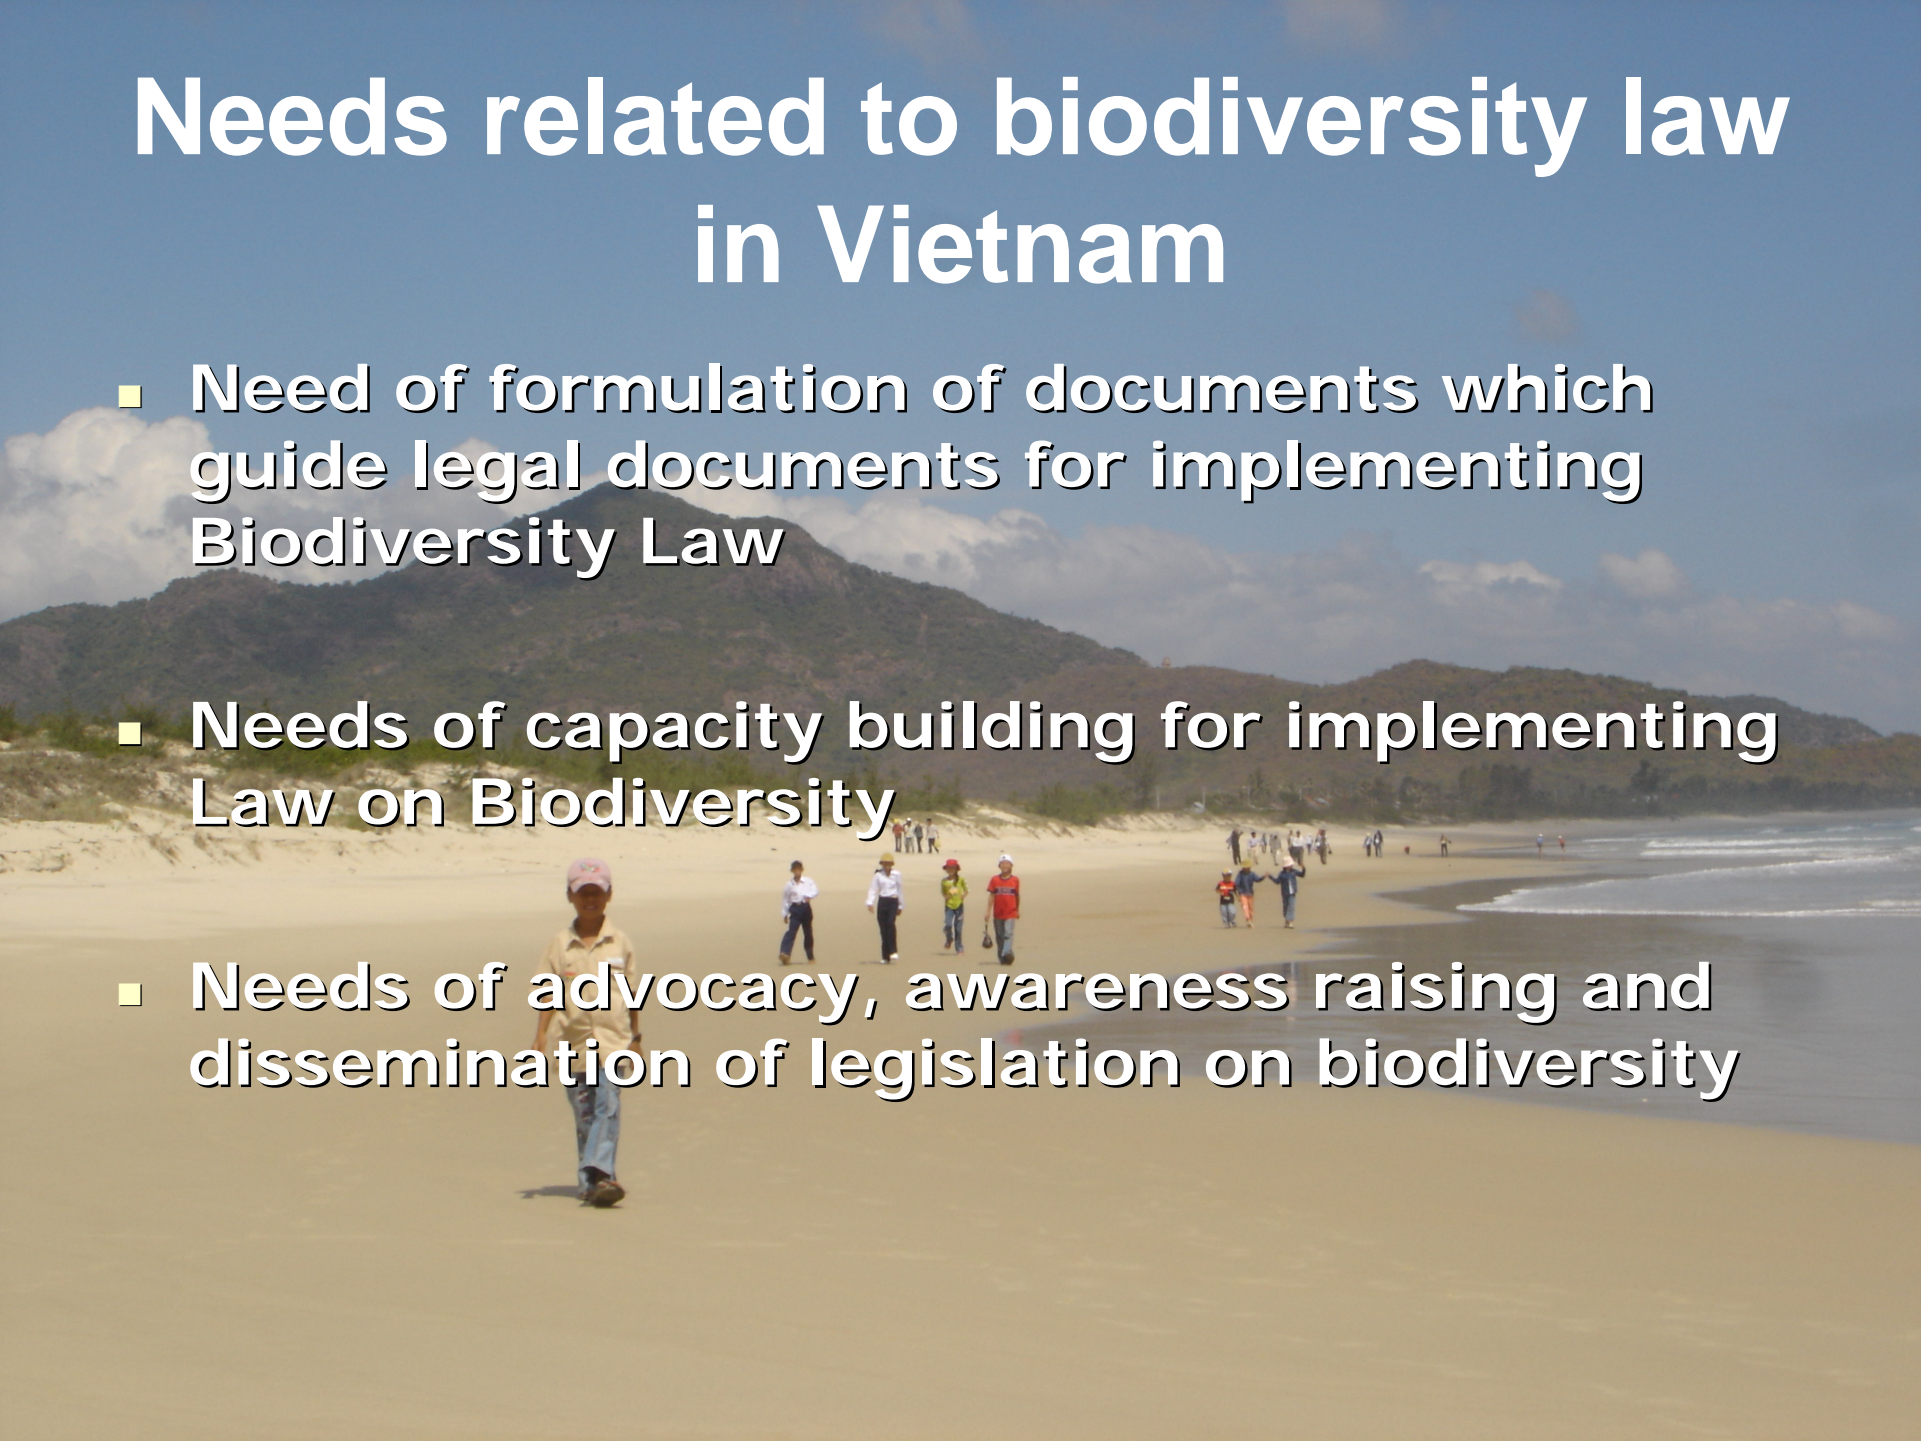 Needs related to biodiversity law
in Vietnam
Need of formulation of documents which
guide legal documents for implementing
Biodiversity Law
Needs of capacity building for implementing
Law on Biodiversity
Needs of advocacy, awareness raising and
dissemination of legislation on biodiversity